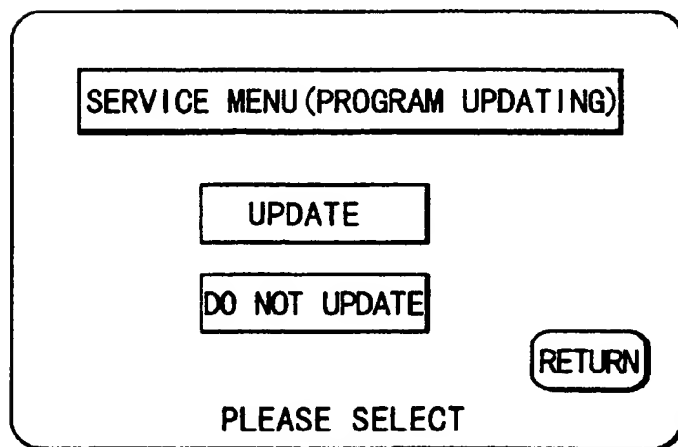 SERVICE MENU(PROGRAM UPDATING)
UPDATE
DO NOT UPDATE
RETURN
PLEASE SELECT